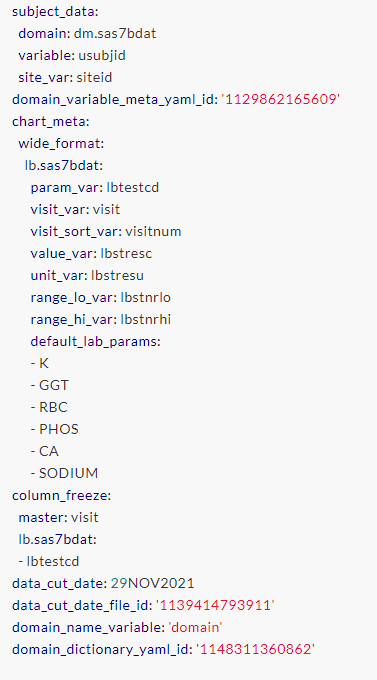 subject_data:
domain: dm.sas7bdat
variable: usubjid
site_var: siteid
domain_variable_meta_yaml_id: '1129862165609'
chart_meta:
wide_format:
lb.sas7bdat:
param_var: lbtestcd
visit_var: visit
visit_sort_var: visitnum
value_var: lbstresc
unit_var: lbstresu
range_lo_var: lbstnrlo
range_hi_var: lbstnrhi
default_lab_params:
- K
- GGT
- RBC
- PHOS
- CA
- SODIUM
column_freeze:
master: visit
lb.sas7bdat:
- lbtestcd
data_cut_date: 29NOV2021
data_cut_date_file_id: '1139414793911'
domain_name_variable: 'domain'
domain_dictionary_yaml_id: '1148311360862'